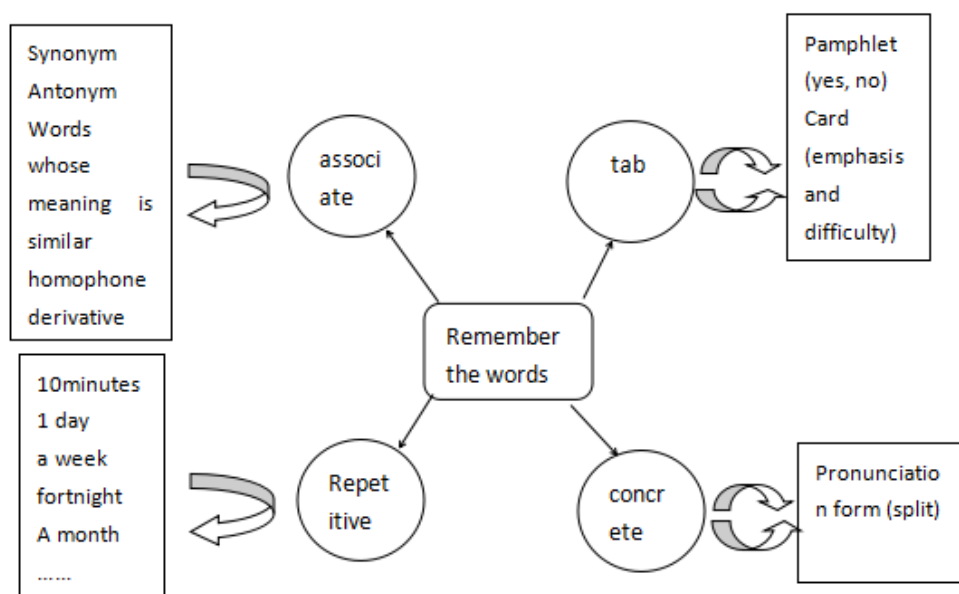 Synonym
Antonym
Words
whose
meaning is
similar
homophone
derivative
associ
ate
tab
Pamphlet
(yes, no)
Card
(emphasis
and
difficulty)
Remember
the words
10minutes
1 day
a week
fortnight
A month
......
Repet
itive
concr
ete
Pronunciatio
n form (split)